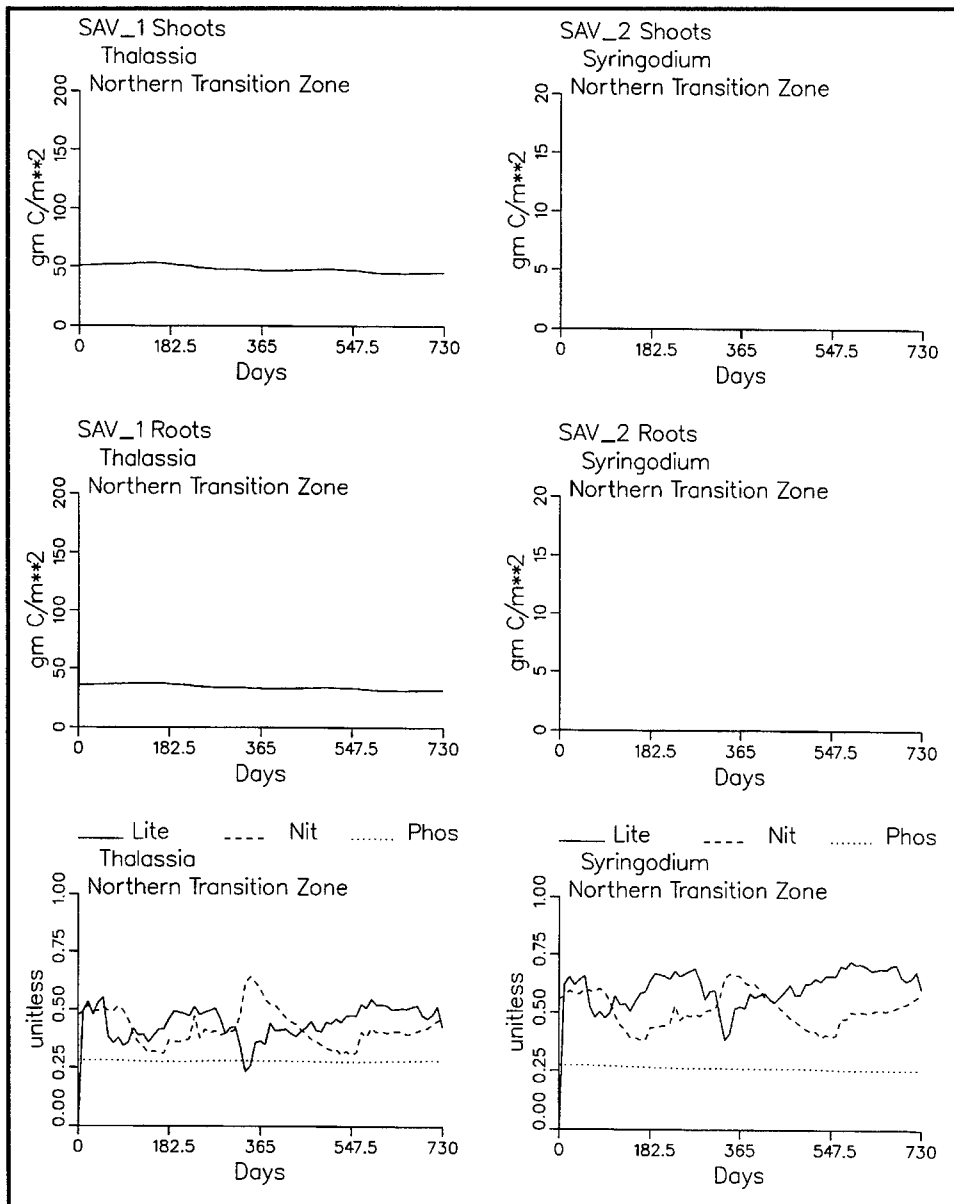 SAV_1 Shoots
Thalassia
Northern Transition Zone
200
150
100
50
0
gm C/m**2
0 182.5 365 547.5 730
Days
SAV_2 Shoots
Syringodium
Northern Transition Zone
20
15
10
5
0
gm C/m**2
0 182.5 365 547.5 730
Days
SAV_1 Roots
Thalassia
Northern Transition Zone
200
150
100
50
0
gm C/m**2
0 182.5 365 547.5 730
Days
SAV_2 Roots
Syringodium
Northern Transition Zone
20
15
10
5
0
gm C/m**2
0 182.5 365 547.5 730
Days
Lite Nit Phos
Thalassia
Northern Transition Zone
1.00
0.75
0.50
0.25
0.00
unitless
0 182.5 365 547.5 730
Days
Lite Nit Phos
Syringodium
Northern Transition Zone
1.00
0.75
0.50
0.25
0.00
unitless
0 182.5 365 547.5 730
Days